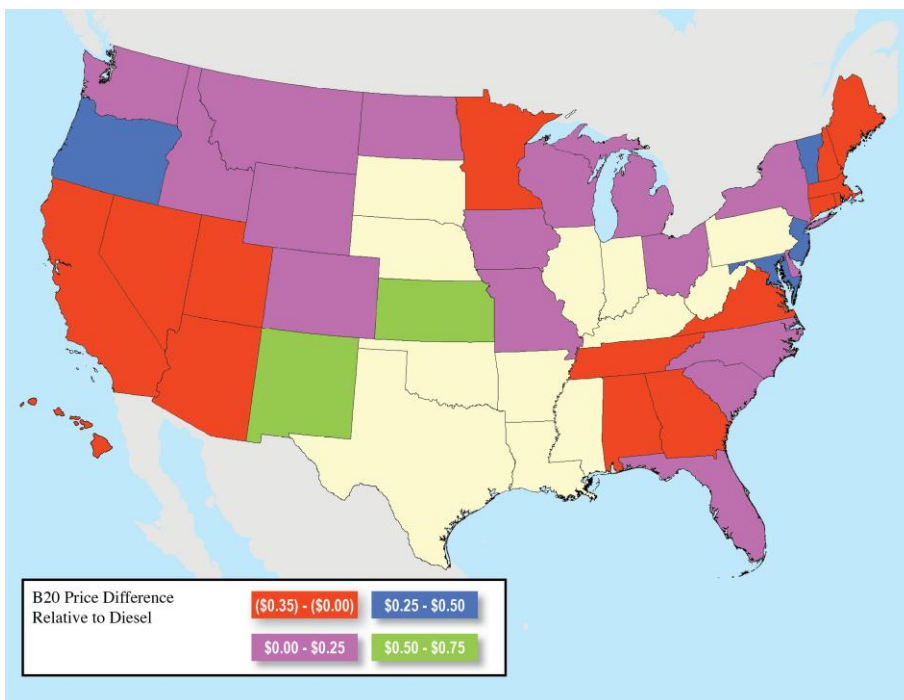 B20 Price Difference
Relative to Diesel
($0.35) - ($0.00)
$0.25 - $0.50
$0.00 - $0.25
$0.50 - $0.75